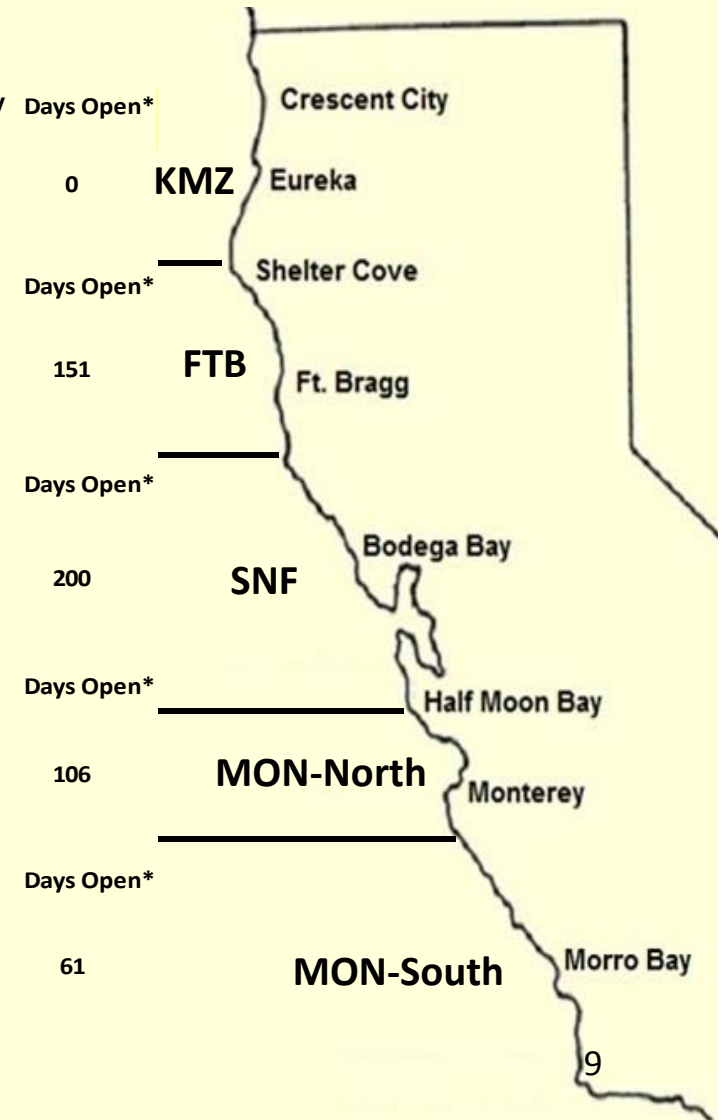 Days Open*
Crescent City
0
KMZ
Eureka
Shelter Cove
Days Open*
151
FTB
Ft. Bragg
Days Open*
Bodega Bay
200
SNF
Days Open*
Half Moon Bay
106
MON-North
Monterey
Days Open*
61
MON-South
Morro Bay
9